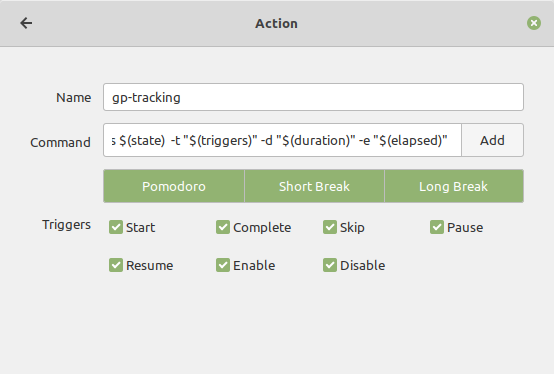 Action
Name gp-tracking
Command s $(state) -t "$(triggers)" -d "$(duration)" -e "$(elapsed)" Add
Pomodoro Short Break Long Break
Triggers Start Complete Skip Pause
Resume Enable Disable